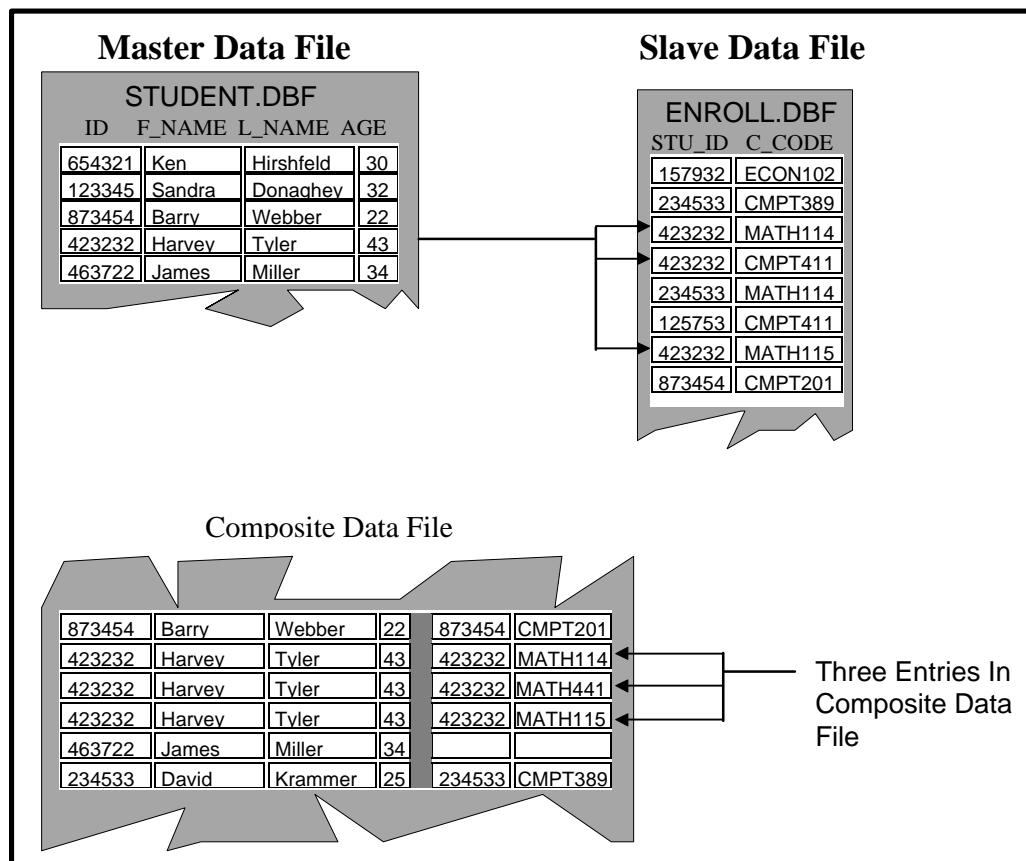 Master Data File
Slave Data File
STUDENT.DBF
ID F_NAME L_NAME AGE
654321 Ken Hirshfeld 30
123345 Sandra Donaghey 32
873454 Barry Webber 22
423232 Harvey Tyler 43
463722 James Miller 34
ENROLL.DBF
STU_ID C_CODE
157932 ECON102
234533 CMPT389
423232 MATH114
423232 CMPT411
234533 MATH114
125753 CMPT411
423232 MATH115
873454 CMPT201
Composite Data File
873454 Barry Webber 22 873454 CMPT201
423232 Harvey Tyler 43 423232 MATH114
423232 Harvey Tyler 43 423232 MATH441
423232 Harvey Tyler 43 423232 MATH115
463722 James Miller 34
234533 David Krammer 25 234533 CMPT389
Three Entries In
Composite Data
File